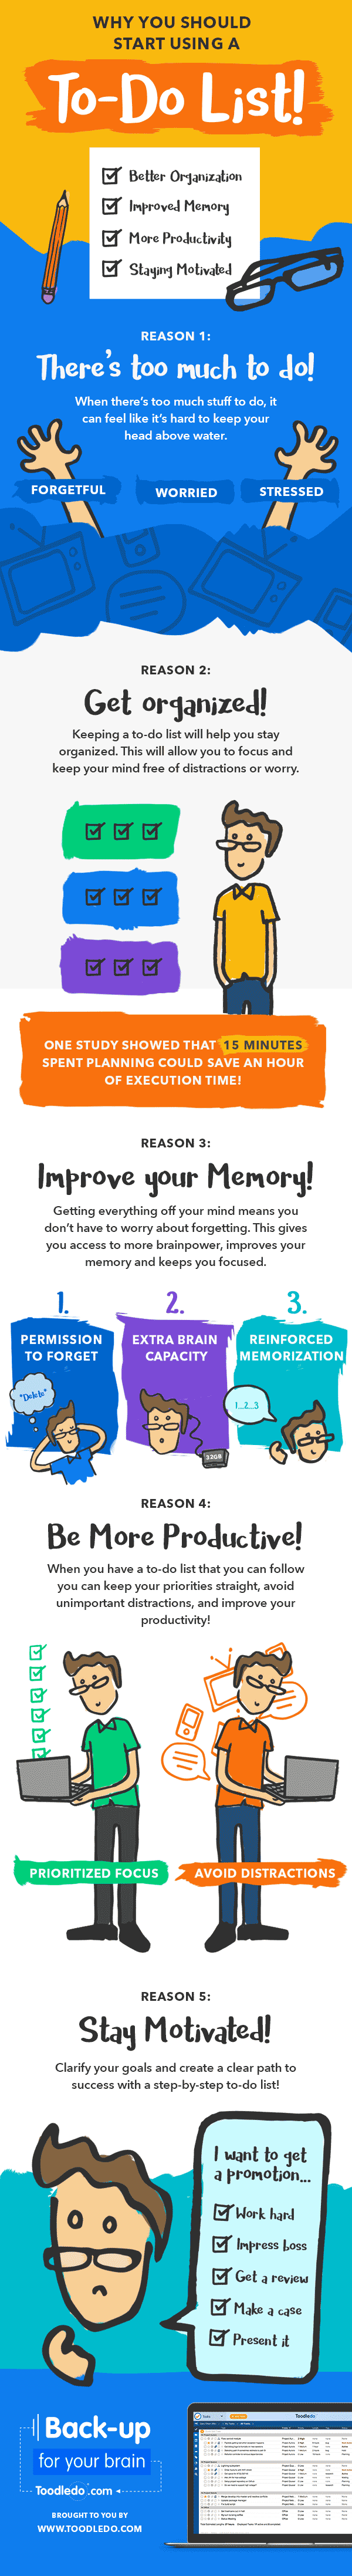 WHY YOU SHOULD
START USING A
To-Do List!
Better Organization
Improved Memory
More Productivity
Staying Motivated
REASON 1:
There's too much to do!
When there's too much stuff to do, it
can feel like it's hard to keep your
head above water.
FORGETFUL
WORRIED
STRESSED
REASON 2:
Get organized!
Keeping a to-do list will help you stay
organized. This will allow you to focus and
keep your mind free of distractions or worry.
ONE STUDY SHOWED THAT 15 MINUTES
SPENT PLANNING COULD SAVE AN HOUR
OF EXECUTION TIME!
REASON 3:
Improve your Memory!
Getting everything off your mind means you
don't have to worry about forgetting. This gives
you access to more brainpower, improves your
memory and keeps you focused.
1.
PERMISSION
TO FORGET
"Delete"
2.
EXTRA BRAIN
CAPACITY
32GB
3.
REINFORCED
MEMORIZATION
1...2...3
REASON 4:
Be More Productive!
When you have a to-do list that you can follow
you can keep your priorities straight, avoid
unimportant distractions, and improve your
productivity!
PRIORITIZED FOCUS
AVOID DISTRACTIONS
REASON 5:
Stay Motivated!
Clarify your goals and create a clear path to
success with a step-by-step to-do list!
I want to get
a promotion...
Work hard
Impress boss
Get a review
Make a case
Present it
Back-up
for your brain
Toodledo.com
BROUGHT TO YOU BY
WWW.TOODLEDO.COM
Toodledo